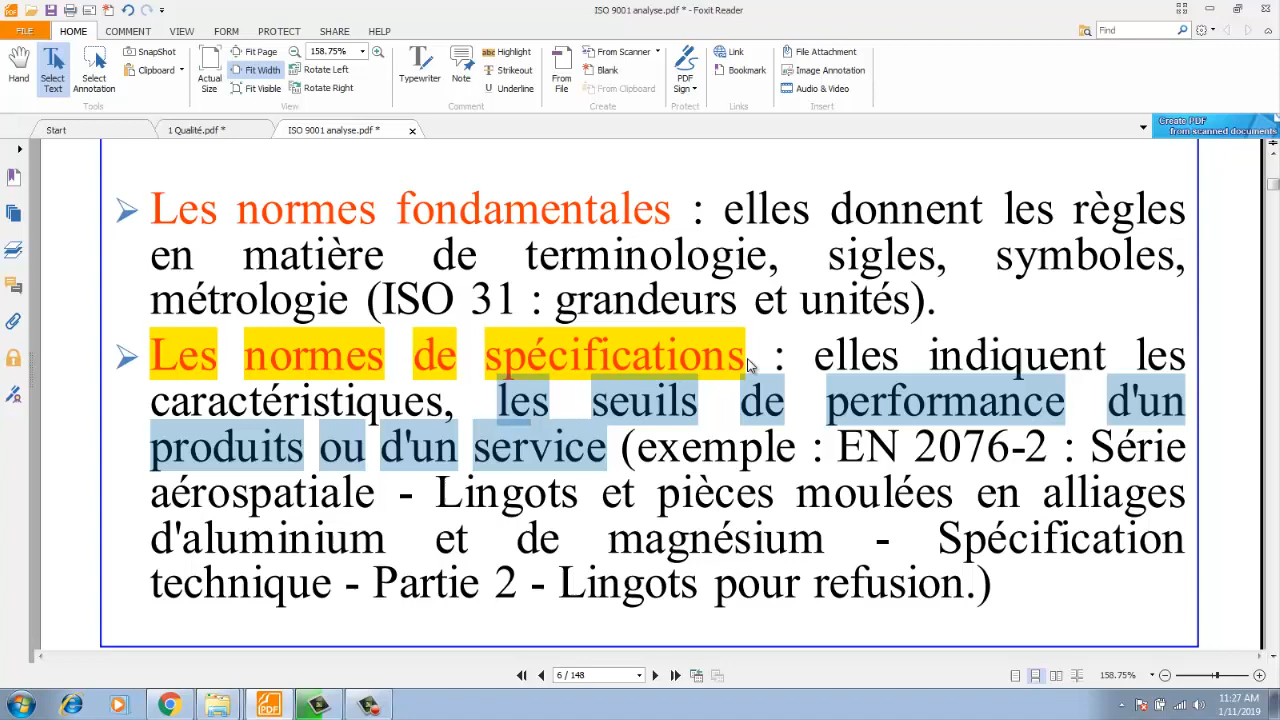 ISO 9001 analyse.pdf * - Foxit Reader
FILE HOME COMMENT VIEW FORM PROTECT SHARE HELP
Find
Hand
Select Text
Select Annotation
SnapShot
Clipboard
Tools
Actual Size
Fit Page
Fit Width
Fit Visible
158.75%
Rotate Left
Rotate Right
View
Typewriter
Note
Highlight
Strikeout
Underline
Comment
From File
From Scanner
Blank
From Clipboard
Create
PDF Sign
Protect
Link
Bookmark
Links
File Attachment
Image Annotation
Audio & Video
Insert
Start
1 Qualité.pdf *
ISO 9001 analyse.pdf *
Create PDF
from scanned documents
Les normes fondamentales : elles donnent les règles
en matière de terminologie, sigles, symboles,
métrologie (ISO 31 : grandeurs et unités).
Les normes de spécifications : elles indiquent les
caractéristiques, les seuils de performance d'un
produits ou d'un service (exemple : EN 2076-2 : Série
aérospatiale - Lingots et pièces moulées en alliages
d'aluminium et de magnésium - Spécification
technique - Partie 2 - Lingots pour refusion.)
6 / 148
158.75%
PDF
11:27 AM
1/11/2019